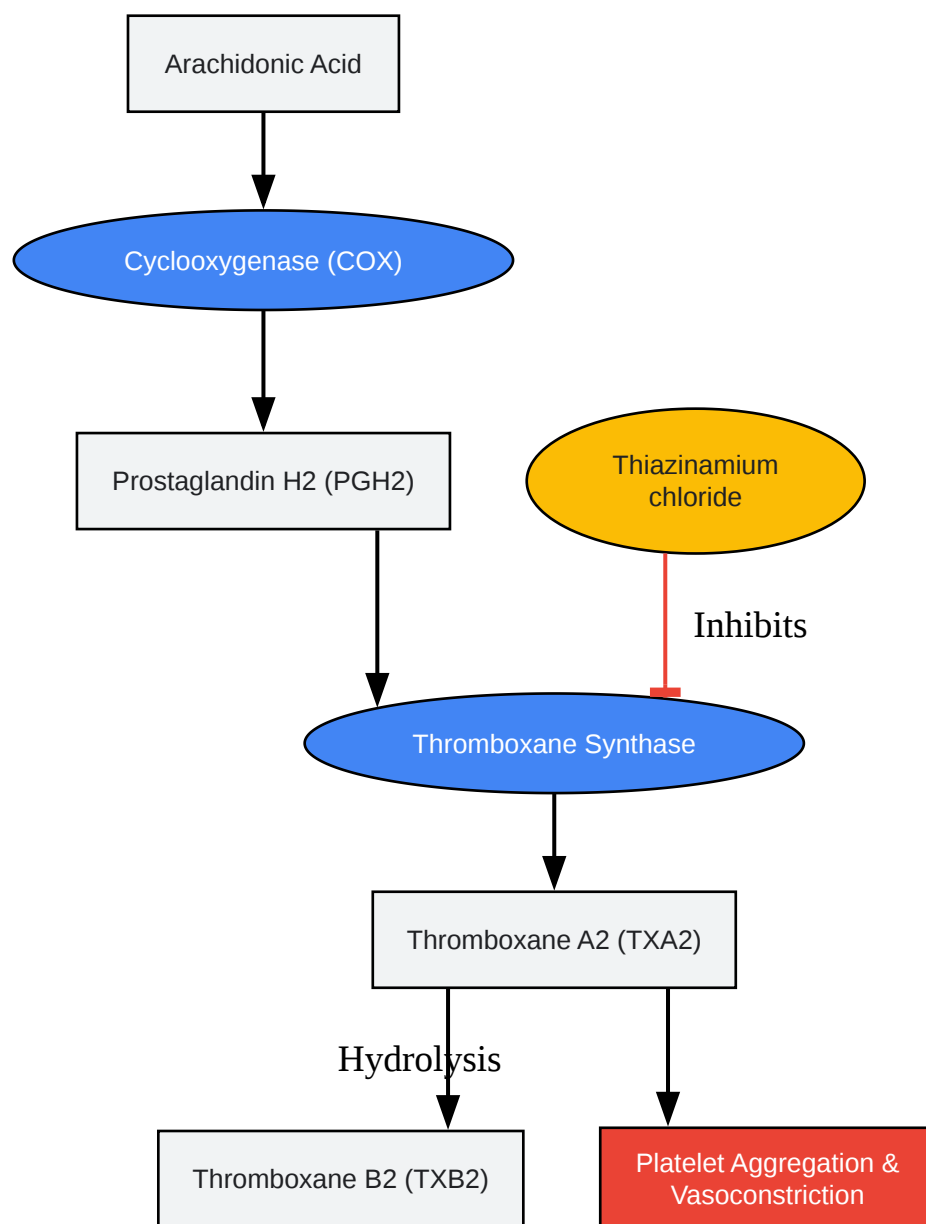 Arachidonic Acid
Cyclooxygenase (COX)
Prostaglandin H2 (PGH2)
Thiazinamium
chloride
Inhibits
Thromboxane Synthase
Thromboxane A2 (TXA2)
Hydrolysis
Thromboxane B2 (TXB2)
Platelet Aggregation &
Vasoconstriction